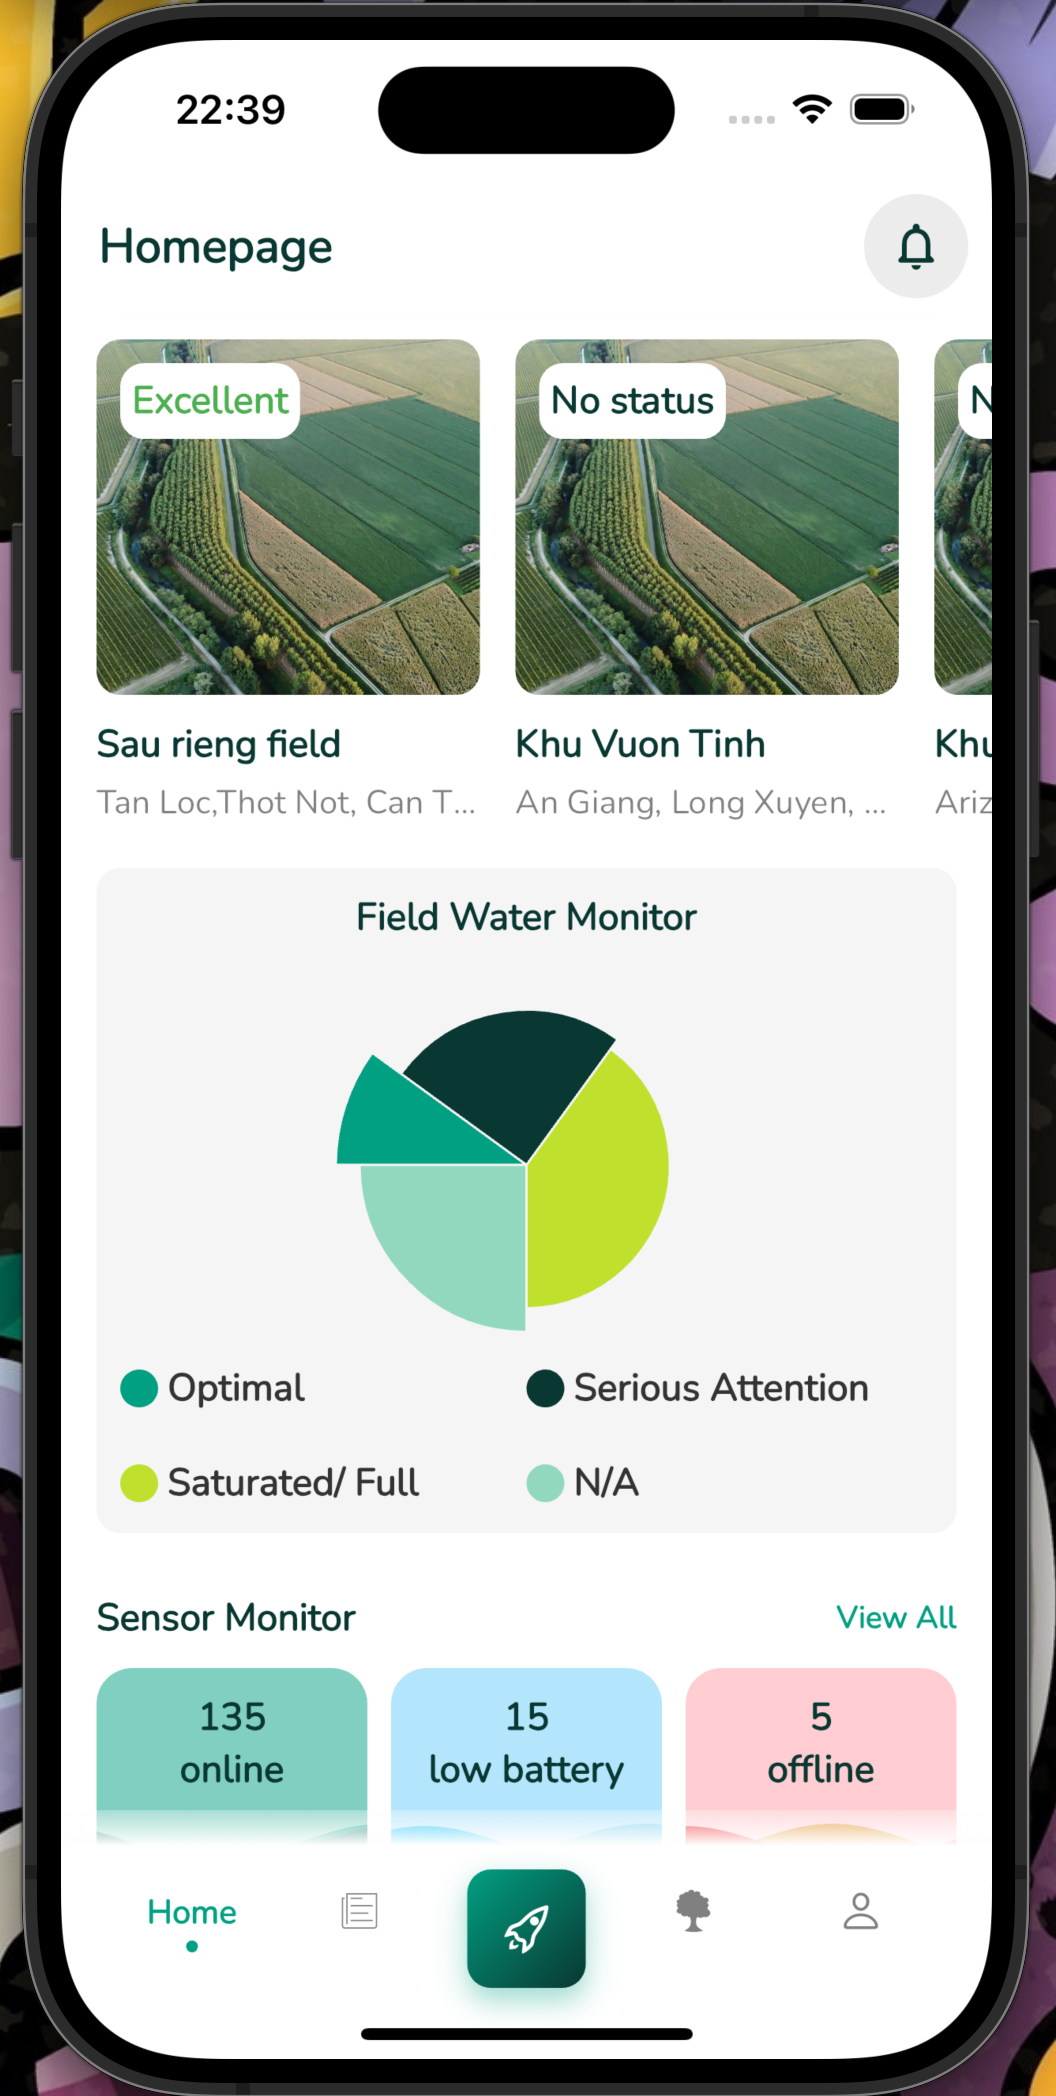 22:39
Homepage
Excellent
No status
N
Sau rieng field
Khu Vuon Tinh
Khu
Tan Loc,Thot Not, Can T...
An Giang, Long Xuyen, ...
Ariz
Field Water Monitor
Optimal
Serious Attention
Saturated/ Full
N/A
Sensor Monitor
View All
135
online
15
low battery
5
offline
Home